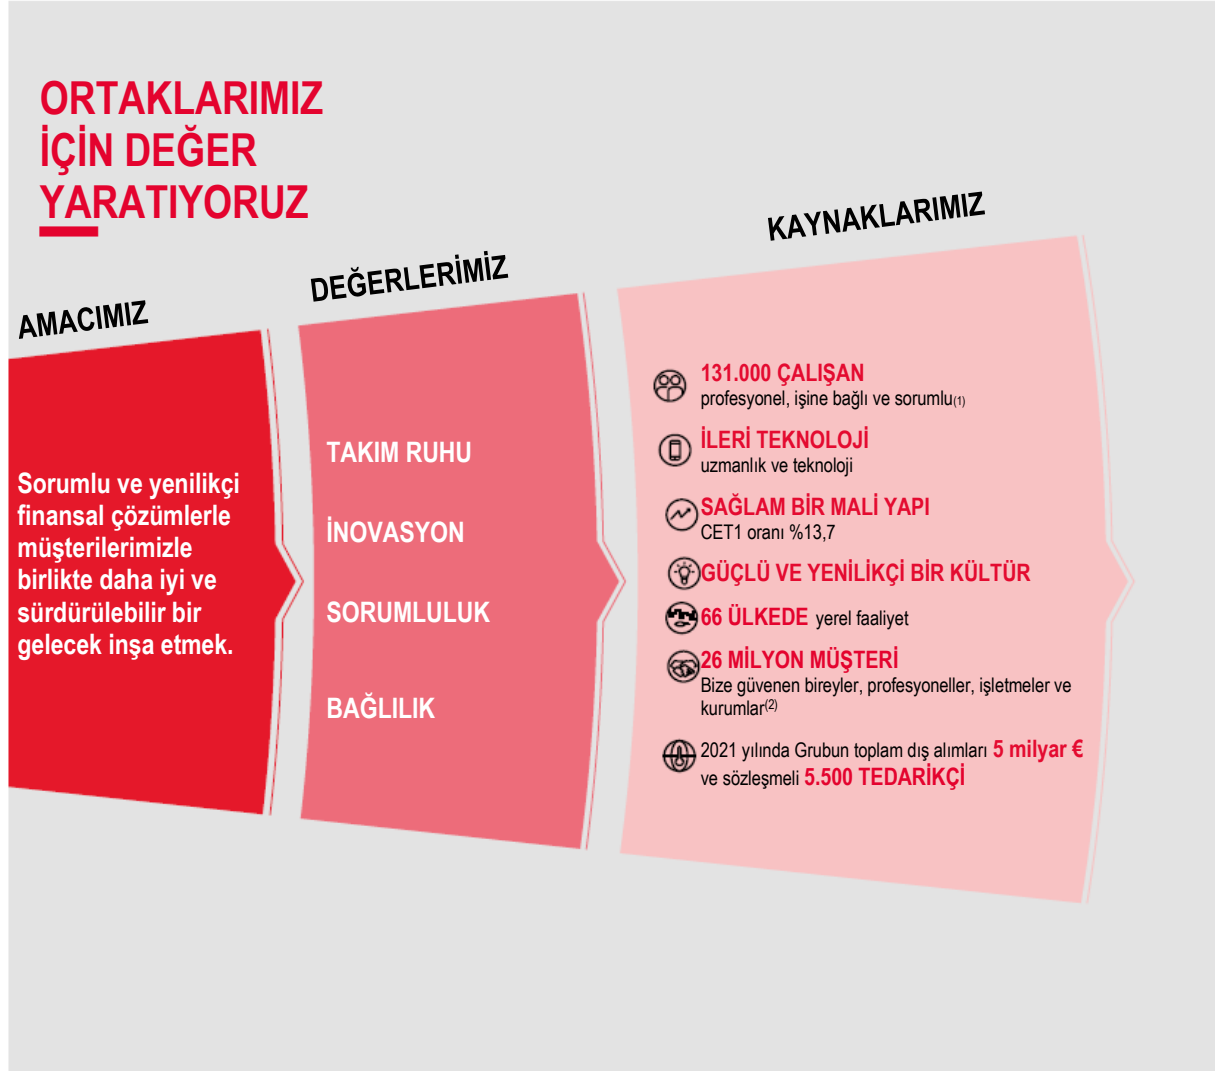 ORTAKLARIMIZ
İÇİN DEĞER
YARATIYORUZ
AMACIMIZ
Sorumlu ve yenilikçi
finansal çözümlerle
müşterilerimizle
birlikte daha iyi ve
sürdürülebilir bir
gelecek inşa etmek.
DEĞERLERİMİZ
TAKIM RUHU
İNOVASYON
SORUMLULUK
BAĞLILIK
KAYNAKLARIMIZ
131.000 ÇALIŞAN
profesyonel, işine bağlı ve sorumlu(1)
İLERİ TEKNOLOJİ
uzmanlık ve teknoloji
SAĞLAM BİR MALİ YAPI
CET1 oranı %13,7
GÜÇLÜ VE YENİLİKÇİ BİR KÜLTÜR
66 ÜLKEDE yerel faaliyet
26 MİLYON MÜŞTERİ
Bize güvenen bireyler, profesyoneller, işletmeler ve
kurumlar(2)
2021 yılında Grubun toplam dış alımları 5 milyar €
ve sözleşmeli 5.500 TEDARİKÇİ